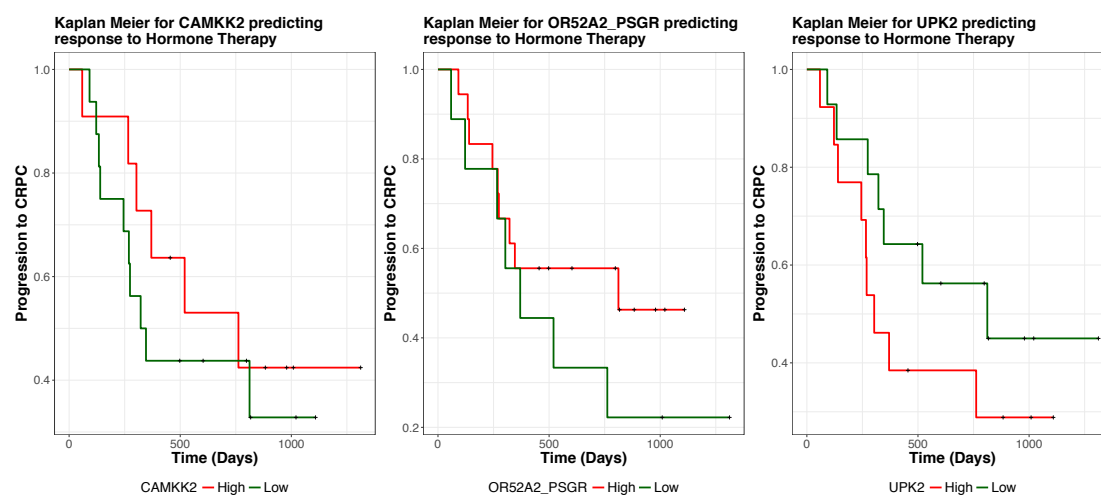 Kaplan Meier for CAMKK2 predicting
response to Hormone Therapy
1.0
0.8
0.6
0.4
Progression to CRPC
0
500
1000
Time (Days)
CAMKK2 High Low
Kaplan Meier for OR52A2_PSGR predicting
response to Hormone Therapy
1.0
0.8
0.6
0.4
0.2
Progression to CRPC
0
500
1000
Time (Days)
OR52A2_PSGR High Low
Kaplan Meier for UPK2 predicting
response to Hormone Therapy
1.0
0.8
0.6
0.4
Progression to CRPC
0
500
1000
Time (Days)
UPK2 High Low